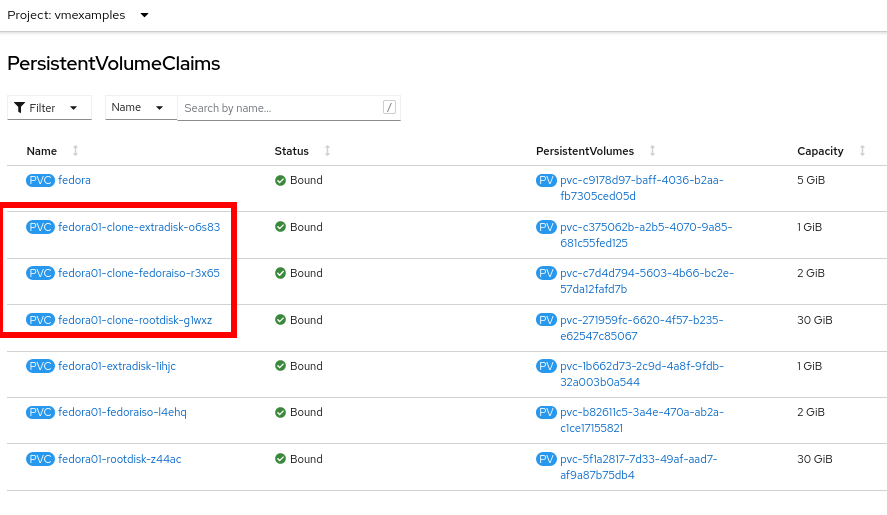 Project: vmexamples
PersistentVolumeClaims
Filter Name Search by name... /
Name Status PersistentVolumes Capacity
PVC fedora Bound PV pvc-c9178d97-baff-4036-b2aa-
fb7305ced05d 5 GiB
PVC fedora01-clone-extradisk-o6s83 Bound PV pvc-c375062b-a2b5-4070-9a85-
681c55fed125 1 GiB
PVC fedora01-clone-fedoraiso-r3x65 Bound PV pvc-c7d4d794-5603-4b66-bc2e-
57da12fafd7b 2 GiB
PVC fedora01-clone-rootdisk-g1wxz Bound PV pvc-271959fc-6620-4f57-b235-
e62547c85067 30 GiB
PVC fedora01-extradisk-1ihjc Bound PV pvc-1b662d73-2c9d-4a8f-9fdb-
32a003b0a544 1 GiB
PVC fedora01-fedoraiso-l4ehq Bound PV pvc-b82611c5-3a4e-470a-ab2a-
c1ce17155821 2 GiB
PVC fedora01-rootdisk-z44ac Bound PV pvc-5f1a2817-7d33-49af-aad7-
af9a87b75db4 30 GiB